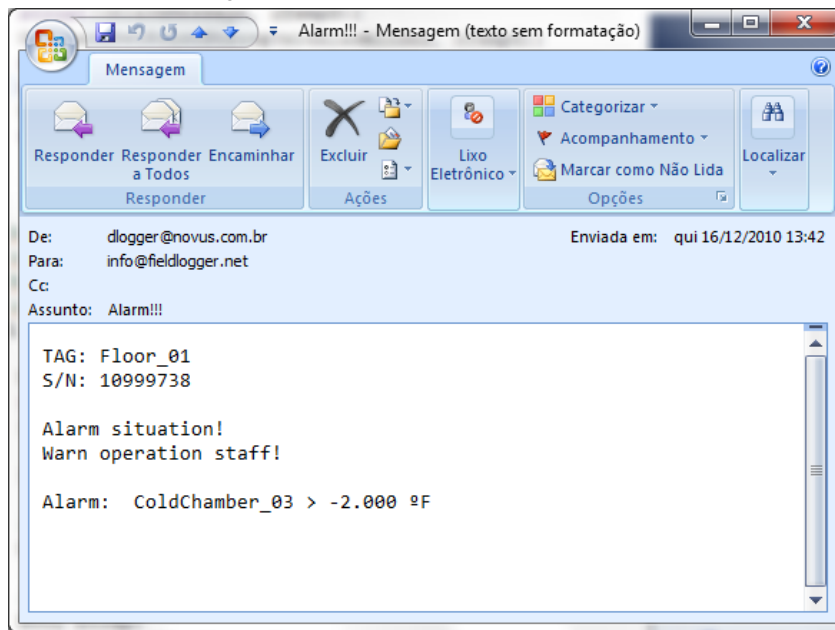 Alarm!!! - Mensagem (texto sem formatação)
Mensagem
Responder
Responder a Todos
Encaminhar
Responder
Excluir
Ações
Lixo Eletrônico
Categorizar
Acompanhamento
Marcar como Não Lida
Opções
Localizar
De: dlogger@novus.com.br
Enviada em: qui 16/12/2010 13:42
Para: info@fieldlogger.net
Cc:
Assunto: Alarm!!!
TAG: Floor_01
S/N: 10999738
Alarm situation!
Warn operation staff!
Alarm: ColdChamber_03 > -2.000 ºF